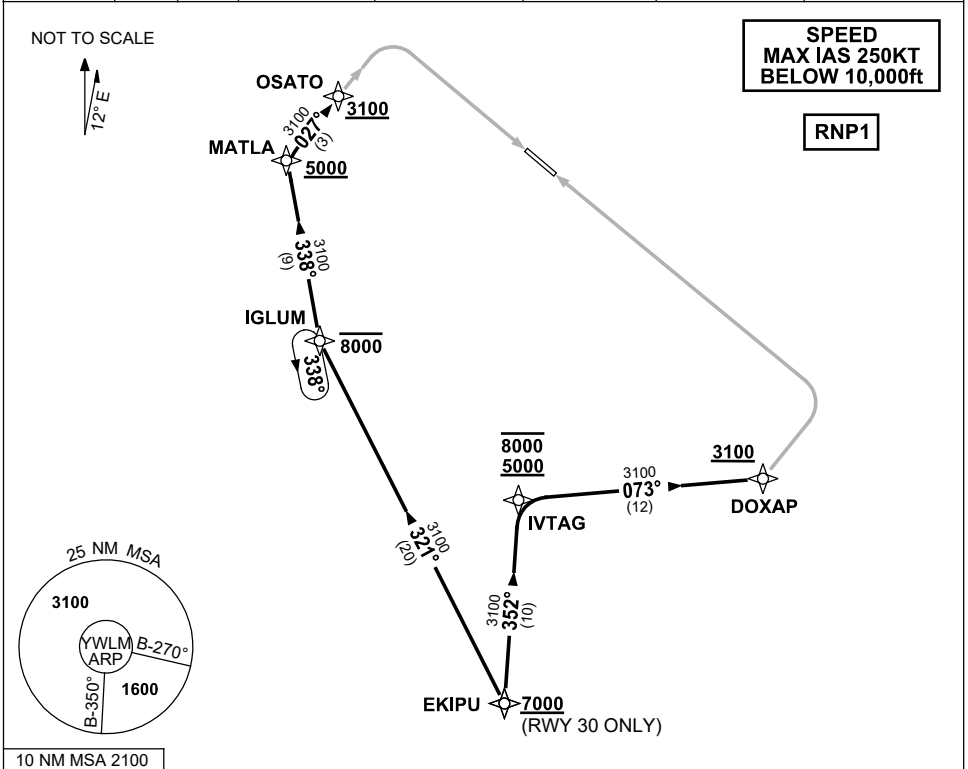 NOT TO SCALE
12° E
SPEED
MAX IAS 250KT
BELOW 10,000ft
RNP1
OSATO
3100
3100
027°
(3)
MATLA
5000
3100
338°
(9)
IGLUM
8000
338°
8000
5000
IVTAG
3100
073°
(12)
3100
DOXAP
3100
321°
(20)
3100
352°
(10)
EKIPU
7000
(RWY 30 ONLY)
25 NM MSA
3100
YWLM
ARP
B-270°
B-350°
1600
10 NM MSA 2100